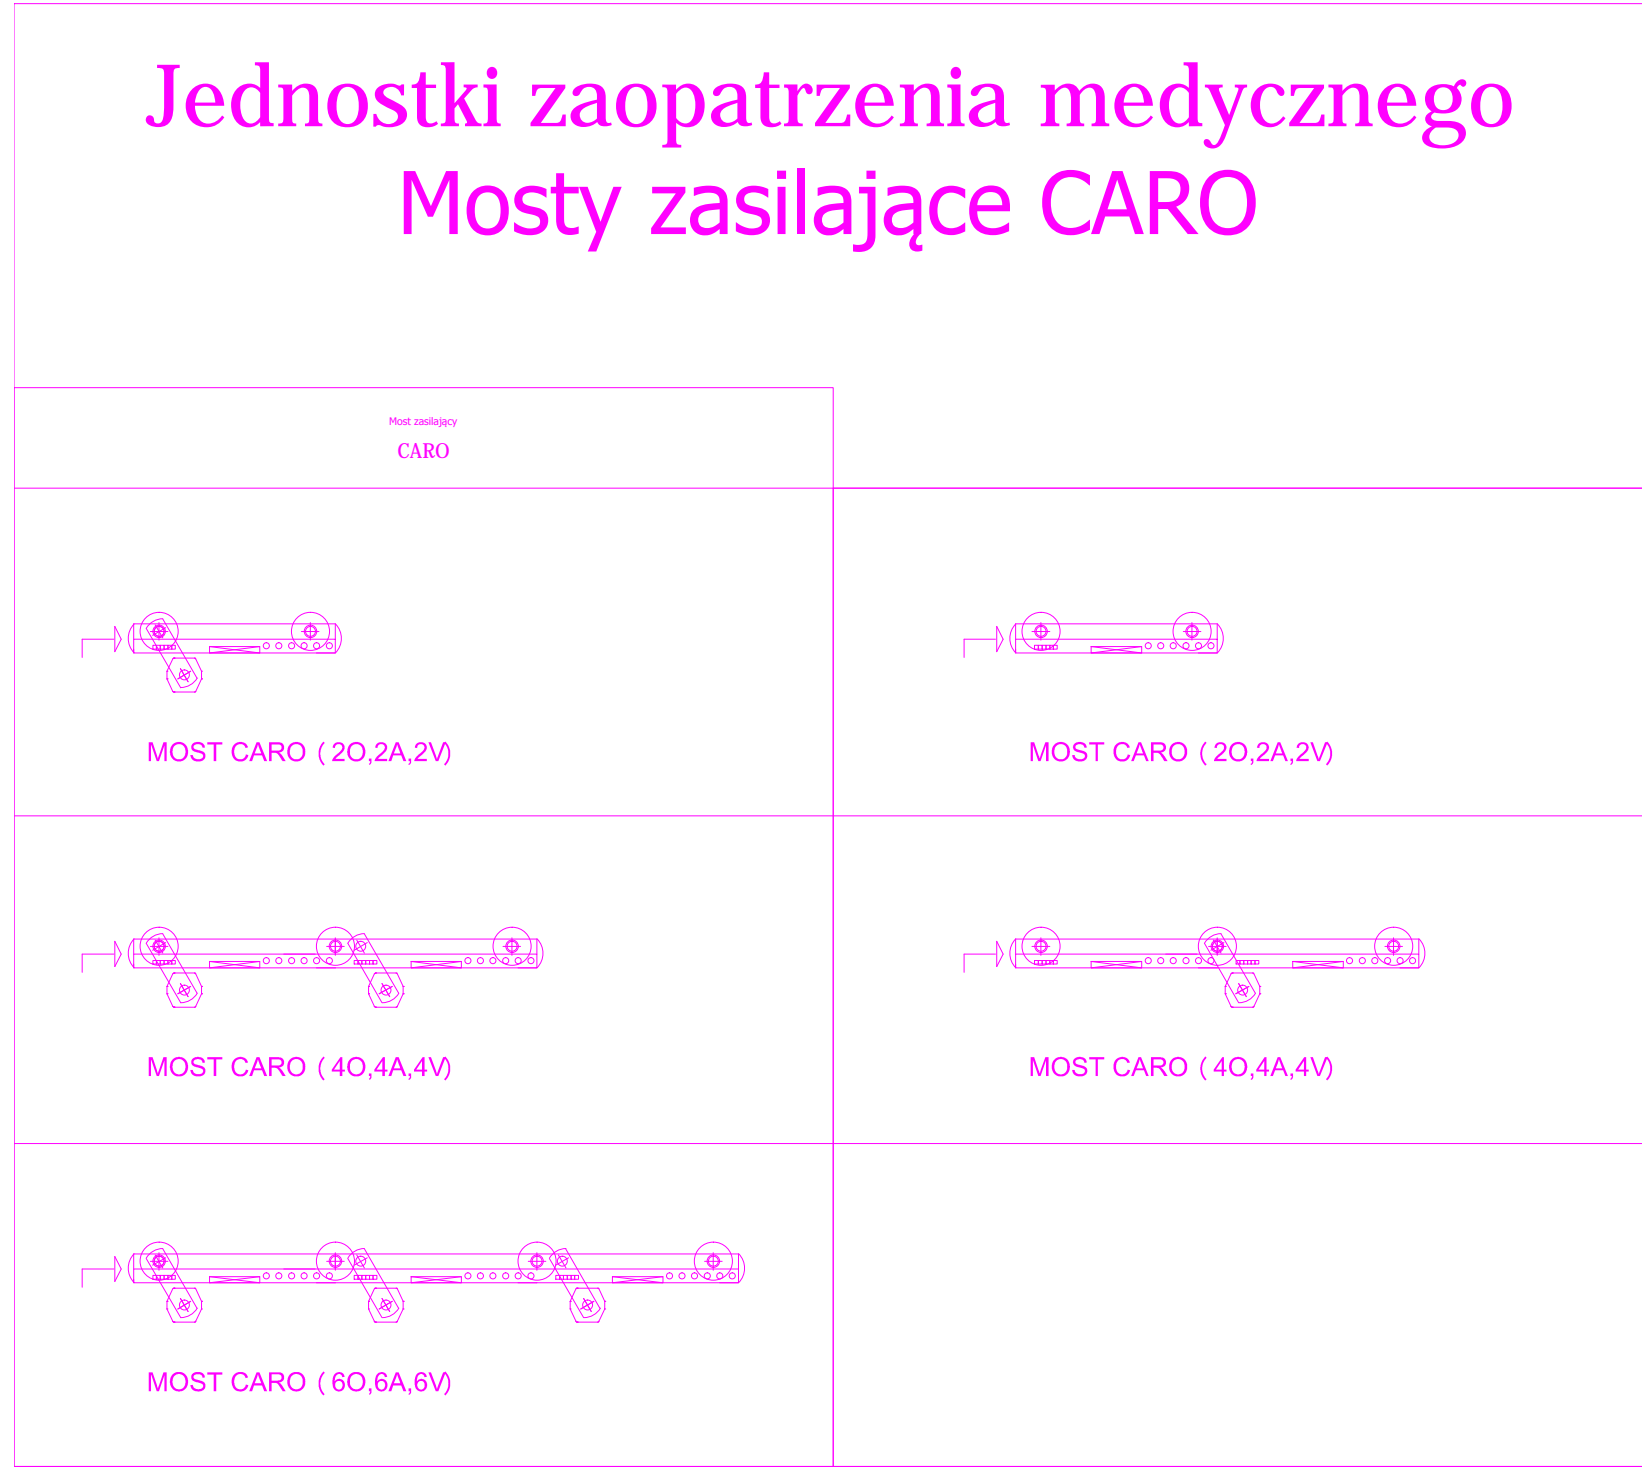 Jednostki zaopatrzenia medycznego
Mosty zasilające CARO
Most zasilający
CARO
MOST CARO (2O,2A,2V)
MOST CARO (2O,2A,2V)
MOST CARO (4O,4A,4V)
MOST CARO (4O,4A,4V)
MOST CARO (6O,6A,6V)